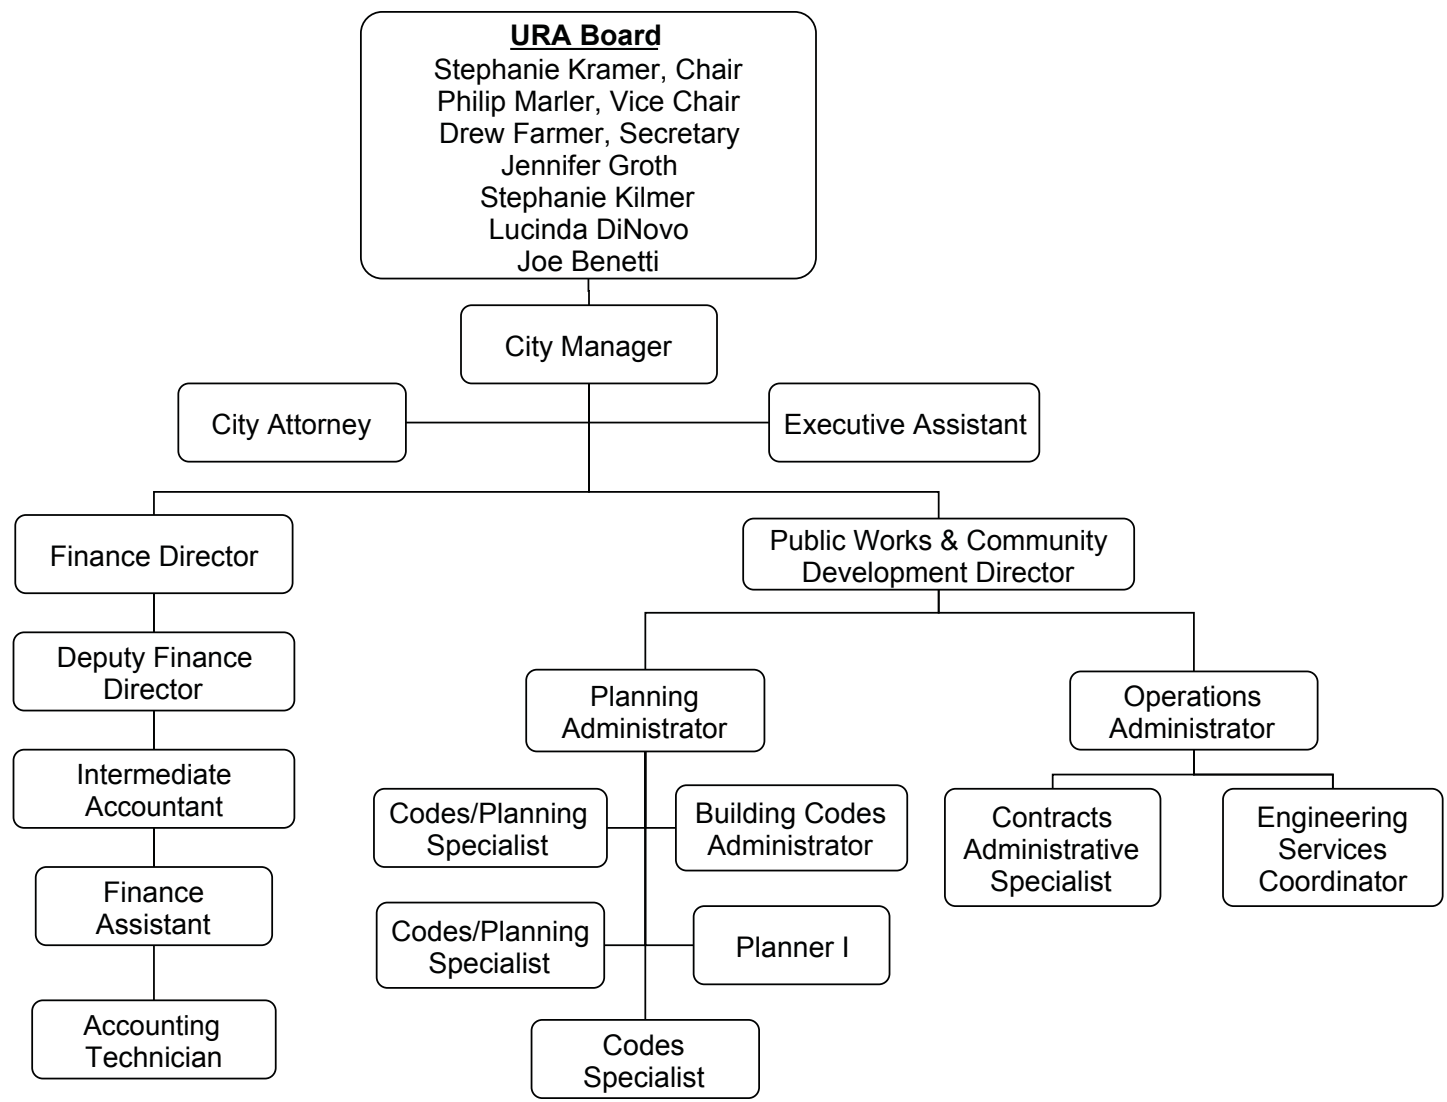 URA Board
Stephanie Kramer, Chair
Philip Marler, Vice Chair
Drew Farmer, Secretary
Jennifer Groth
Stephanie Kilmer
Lucinda DiNovo
Joe Benetti
City Manager
City Attorney
Executive Assistant
Finance Director
Public Works & Community
Development Director
Deputy Finance
Director
Planning
Administrator
Operations
Administrator
Intermediate
Accountant
Codes/Planning
Specialist
Building Codes
Administrator
Contracts
Administrative
Specialist
Engineering
Services
Coordinator
Finance
Assistant
Codes/Planning
Specialist
Planner I
Accounting
Technician
Codes
Specialist